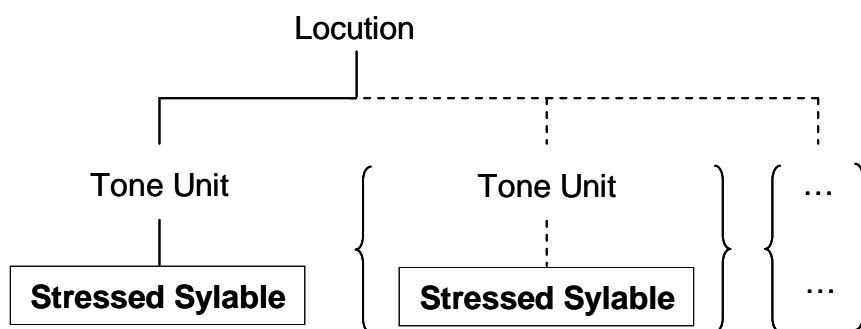 Locution
Tone Unit
Tone Unit
...
Stressed Sylable
Stressed Sylable
...